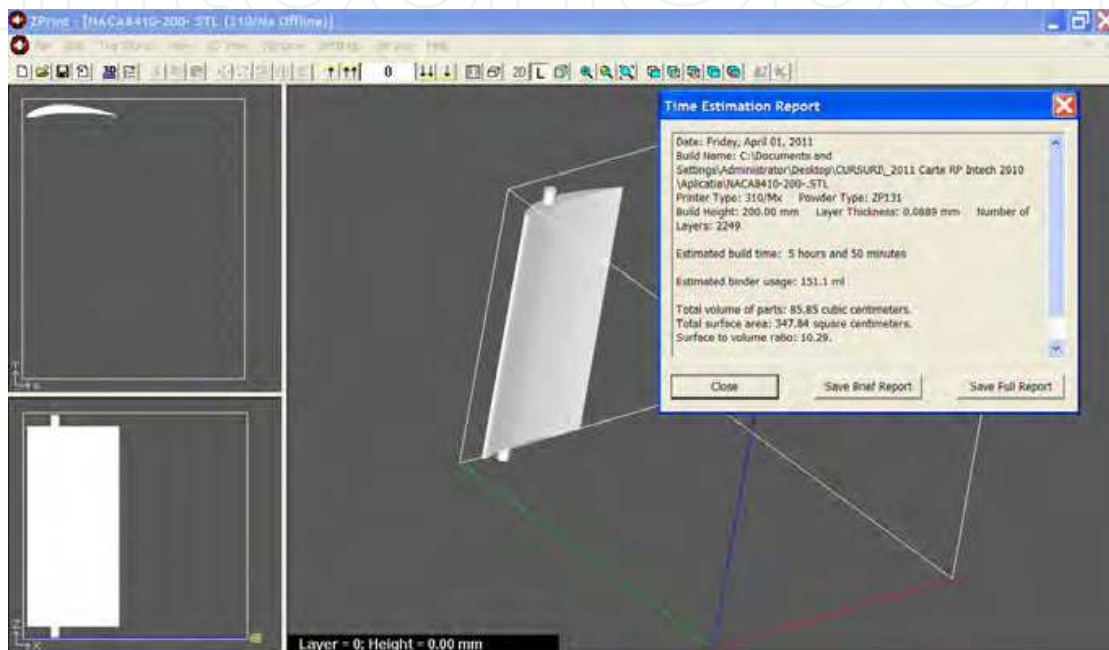 ZPrint - [NACA8410-200-.STL (310/Mx Offline)]
Help
0
2D L
Time Estimation Report
Date: Friday, April 01, 2011
Build Name: C:\Documents and
Settings\Administrator\Desktop\CURSURI\_2011 Carte RP Intech 2010
\Aplicatia\NACA8410-200-.STL
Printer Type: 310/Mx Powder Type: ZP131
Build Height: 200.00 mm Layer Thickness: 0.0889 mm Number of
Layers: 2249
Estimated build time: 5 hours and 50 minutes
Estimated binder usage: 151.1 ml
Total volume of parts: 85.85 cubic centimeters.
Total surface area: 347.84 square centimeters.
Surface to volume ratio: 10.29.
Close Save Brief Report Save Full Report
Y
X
Z
X
Layer = 0; Height = 0.00 mm